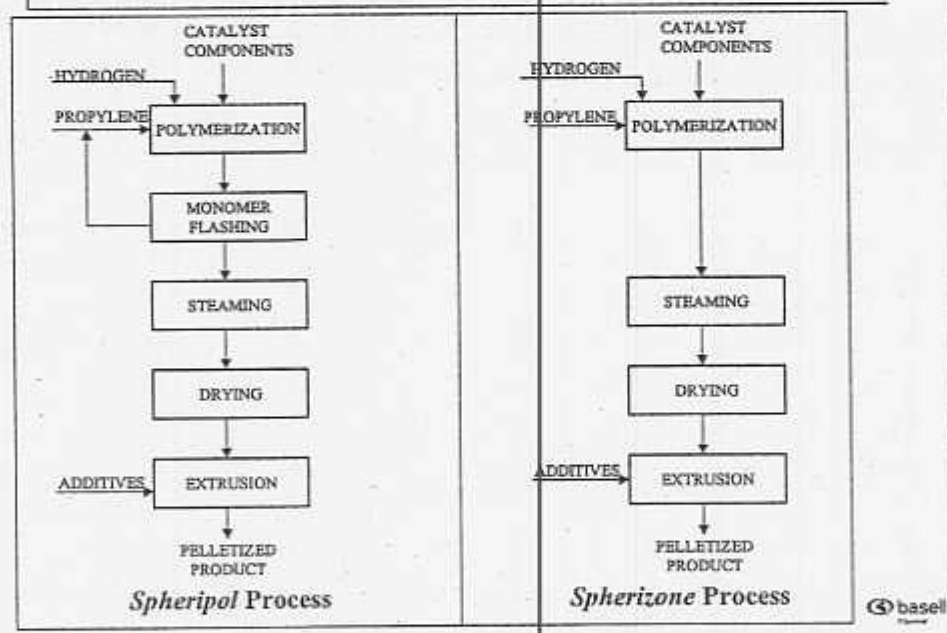 CATALYST
COMPONENTS
HYDROGEN
PROPYLENE
POLYMERIZATION
MONOMER
FLASHING
STEAMING
DRYING
ADDITIVES
EXTRUSION
PELLETIZED
PRODUCT
Spheripol Process
CATALYST
COMPONENTS
HYDROGEN
PROPYLENE
POLYMERIZATION
STEAMING
DRYING
ADDITIVES
EXTRUSION
PELLETIZED
PRODUCT
Spherizone Process
basell